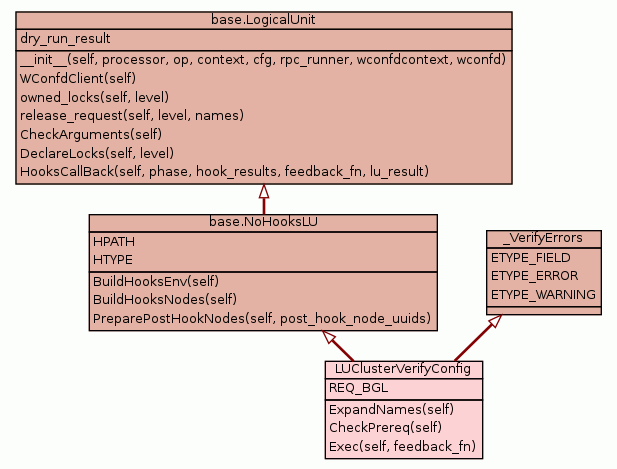 base.LogicalUnit
dry_run_result
__init__(self, processor, op, context, cfg, rpc_runner, wconfdcontext, wconfd)
WConfdClient(self)
owned_locks(self, level)
release_request(self, level, names)
CheckArguments(self)
DeclareLocks(self, level)
HooksCallBack(self, phase, hook_results, feedback_fn, lu_result)
base.NoHooksLU
HPATH
HTYPE
BuildHooksEnv(self)
BuildHooksNodes(self)
PreparePostHookNodes(self, post_hook_node_uuids)
_VerifyErrors
ETYPE_FIELD
ETYPE_ERROR
ETYPE_WARNING
LUClusterVerifyConfig
REQ_BGL
ExpandNames(self)
CheckPrereq(self)
Exec(self, feedback_fn)